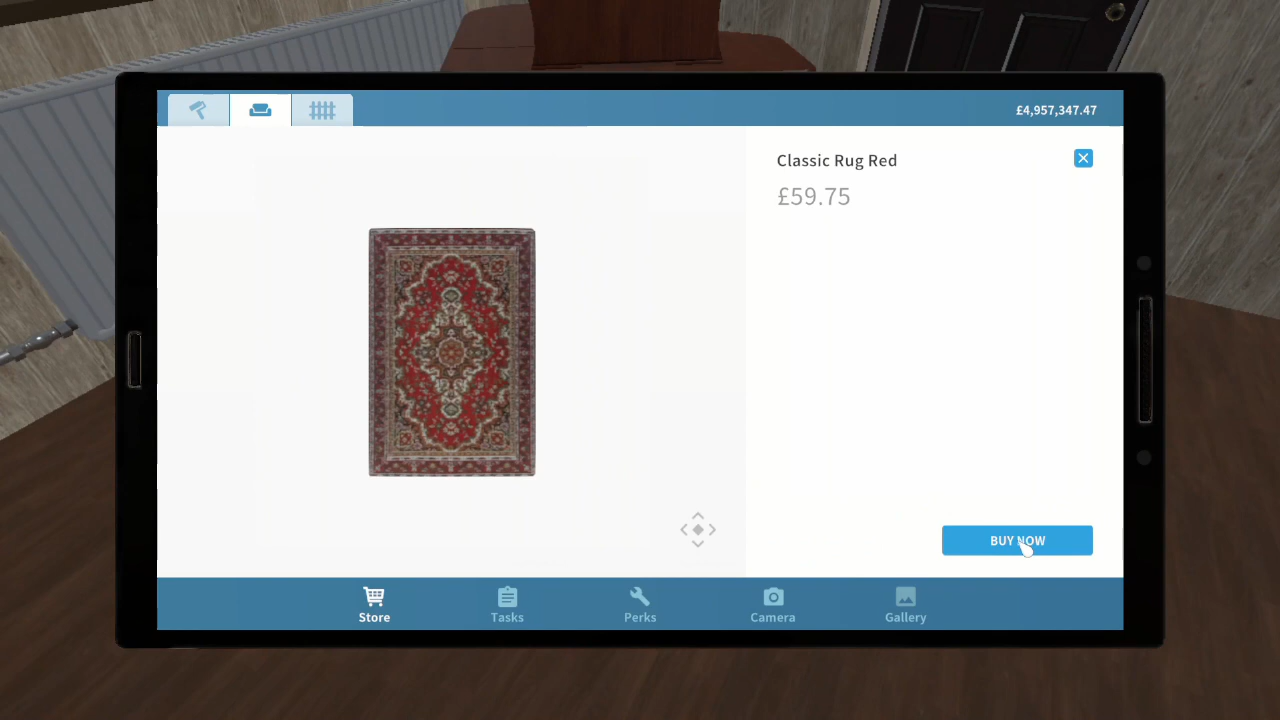 £4,957,347.47
Classic Rug Red
£59.75
BUY NOW
Store
Tasks
Perks
Camera
Gallery